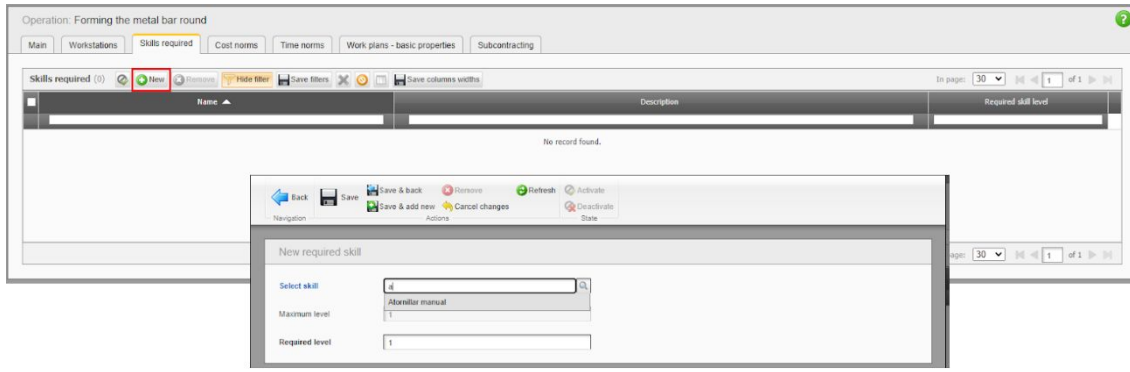 Operation: Forming the metal bar round
Main Workstations Skills required Cost norms Time norms Work plans - basic properties Subcontracting
Skills required (0) New Remove Hide filter Save filters Save columns widths In page: 30 1 of 1
Name Description Required skill level
No record found.
Back Save Save & back Remove Refresh Activate
Save & add new Cancel changes Deactivate
Navigation Actions State
page: 30 1 of 1
New required skill
Select skill a
Atornillar manual
Maximum level 1
Required level 1